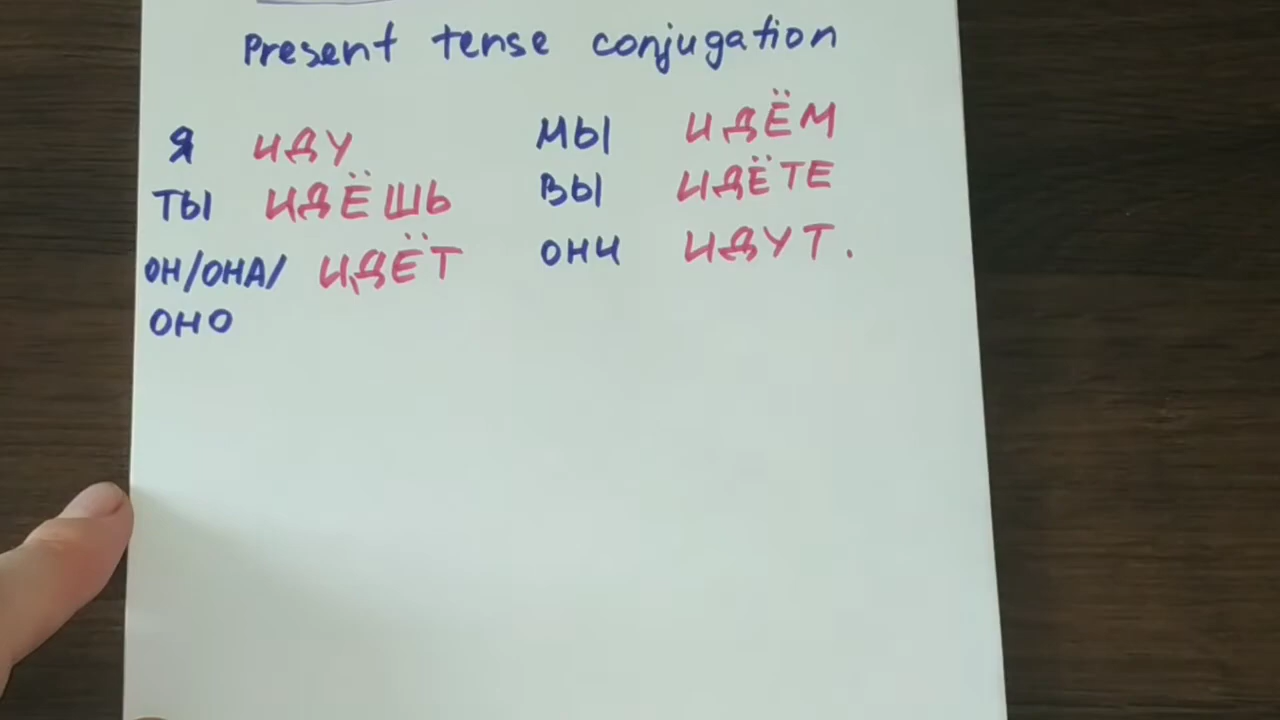 Present tense conjugation
Я ИДУ МЫ ИДЁМ
ТЫ ИДЁШЬ ВЫ ИДЁТЕ
ОН/ОНА/ ИДЁТ ОНИ ИДУТ.
ОНО